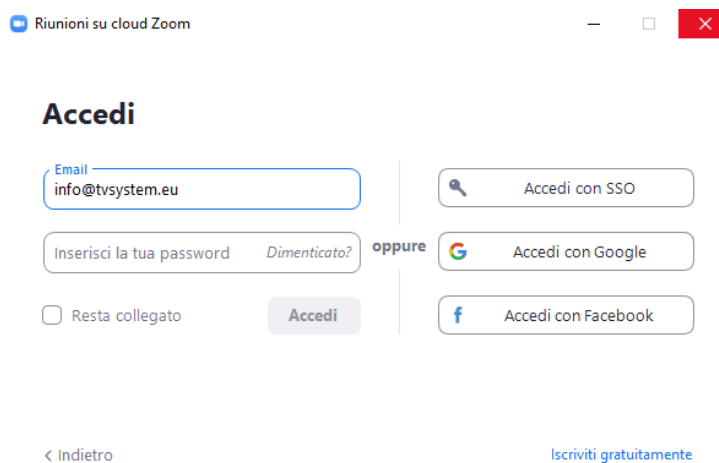 Riunioni su cloud Zoom
Accedi
Email
info@tvsystem.eu
Inserisci la tua password
Dimenticato?
Resta collegato
Accedi
oppure
Accedi con SSO
Accedi con Google
Accedi con Facebook
Indietro
Iscriviti gratuitamente